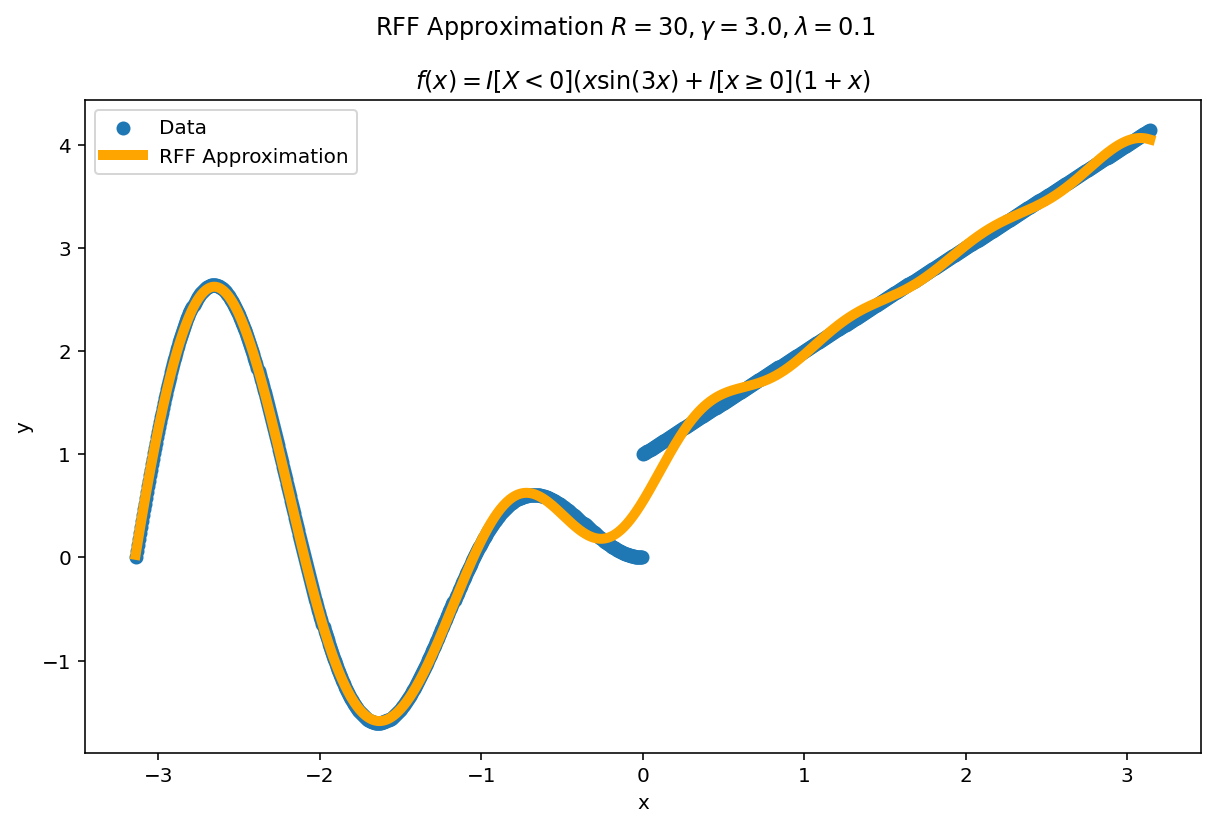 RFF Approximation R = 30, γ = 3.0, λ = 0.1
f(x) = I[X < 0](xsin(3x) + I[x ≥ 0](1 + x)
Data
RFF Approximation
4
3
2
1
0
−1
y
−3
−2
−1
0
1
2
3
x